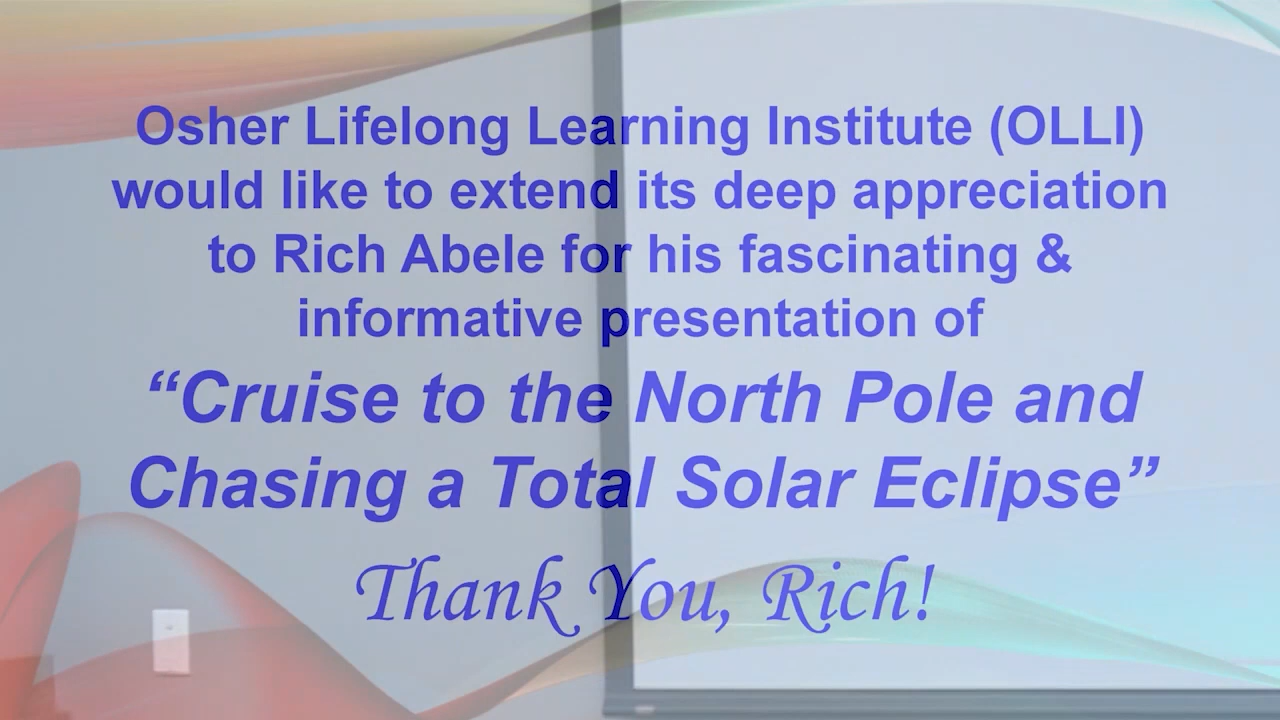 Osher Lifelong Learning Institute (OLLI)
would like to extend its deep appreciation
to Rich Abele for his fascinating &
informative presentation of
“Cruise to the North Pole and
Chasing a Total Solar Eclipse”
Thank You, Rich!